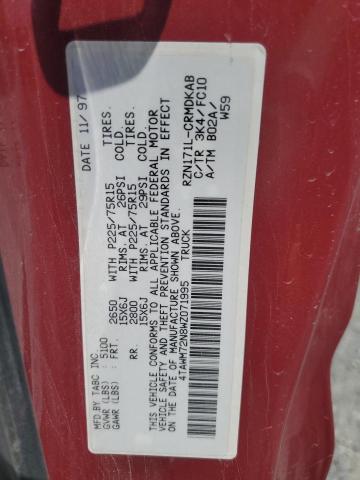 MFD BY TABC INC. DATE 11/97
GVWR (LBS) : 5100
GAWR (LBS) : FRT. 2650 WITH P225/75R15 TIRES.
15X6J RIMS. AT 26PSI COLD
RR. 2800 WITH P225/75R15 TIRES.
15X6J RIMS. AT 29PSI COLD
THIS VEHICLE CONFORMS TO ALL APPLICABLE FEDERAL MOTOR
VEHICLE SAFETY AND THEFT PREVENTION STANDARDS IN EFFECT
ON THE DATE OF MANUFACTURE SHOWN ABOVE.
4TAWM72N8WZ071995 TRUCK
RZN171L-CRMDKAB
C/TR 3K4/FC10
A/TM B02A/
W59